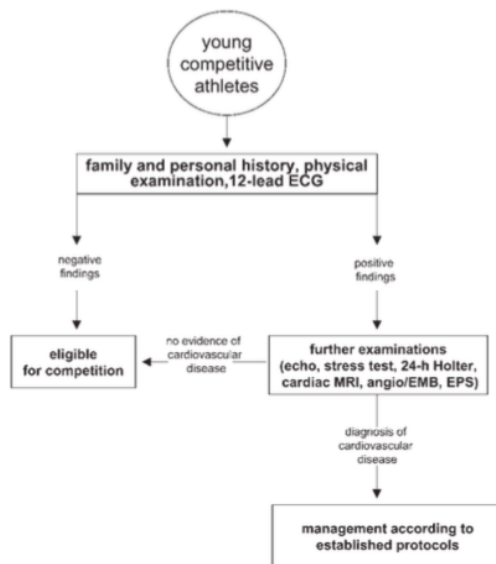 young
competitive
athletes
family and personal history, physical
examination,12-lead ECG
negative
findings
positive
findings
eligible
for competition
no evidence of
cardiovascular
disease
further examinations
(echo, stress test, 24-h Holter,
cardiac MRI, angio/EMB, EPS)
diagnosis of
cardiovascular
disease
management according to
established protocols